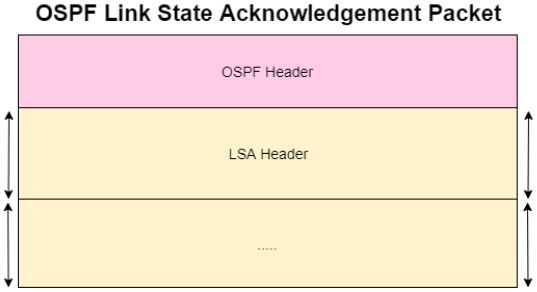 OSPF Link State Acknowledgement Packet
OSPF Header
LSA Header
.....